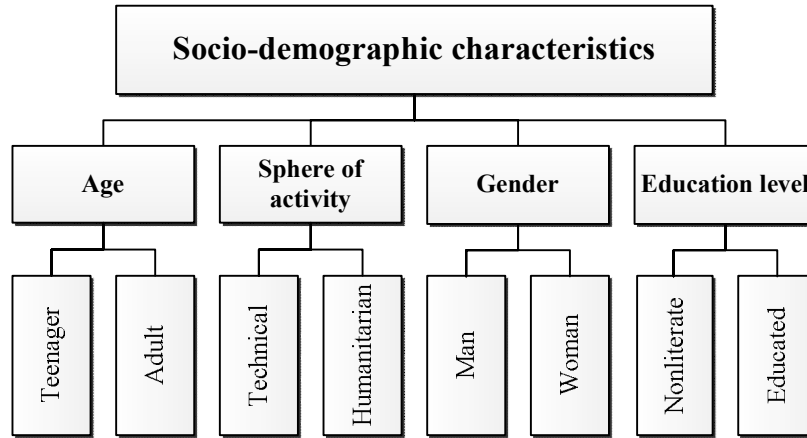 Socio-demographic characteristics
Age
Sphere of
activity
Gender
Education level
Teenager
Adult
Technical
Humanitarian
Man
Woman
Nonliterate
Educated